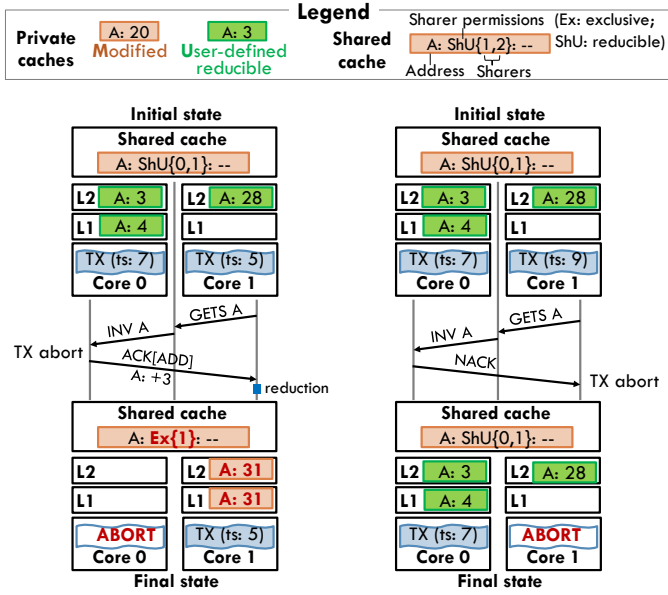 Legend
Private caches
A: 20
Modified
A: 3
User-defined reducible
Shared cache
Sharer permissions
(Ex: exclusive; ShU: reducible)
A: ShU{1,2}: --
Address
Sharers
Initial state
Shared cache
A: ShU{0,1}: --
L2 A: 3
L2 A: 28
L1 A: 4
L1
TX (ts: 7)
TX (ts: 5)
Core 0
Core 1
GETS A
INV A
TX abort
ACK[ADD]
A: +3
reduction
Shared cache
A: Ex{1}: --
L2
L2 A: 31
L1
L1 A: 31
ABORT
TX (ts: 5)
Core 0
Core 1
Final state
Initial state
Shared cache
A: ShU{0,1}: --
L2 A: 3
L2 A: 28
L1 A: 4
L1
TX (ts: 7)
TX (ts: 9)
Core 0
Core 1
GETS A
INV A
NACK
TX abort
Shared cache
A: ShU{0,1}: --
L2 A: 3
L2 A: 28
L1 A: 4
L1
TX (ts: 7)
ABORT
Core 0
Core 1
Final state